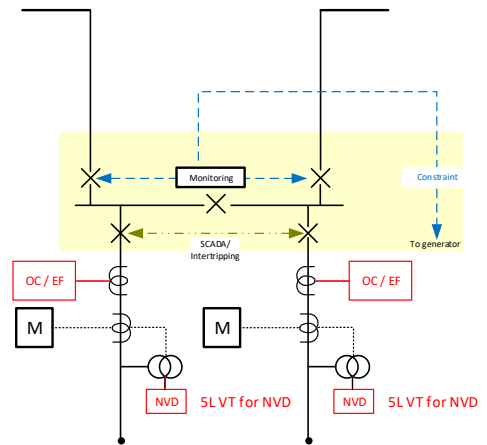 Monitoring
Constraint
SCADA/
Intertripping
To generator
OC / EF
OC / EF
M
M
NVD
5L VT for NVD
NVD
5L VT for NVD